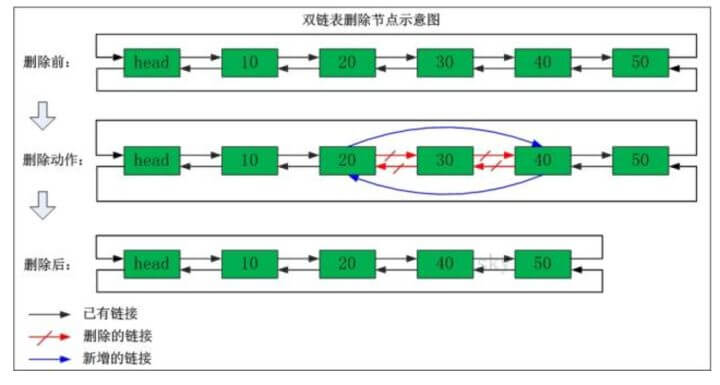 双链表删除节点示意图
删除前：
head 10 20 30 40 50
删除动作：
head 10 20 30 40 50
删除后：
head 10 20 40 50
sky
已有链接
删除的链接
新增的链接